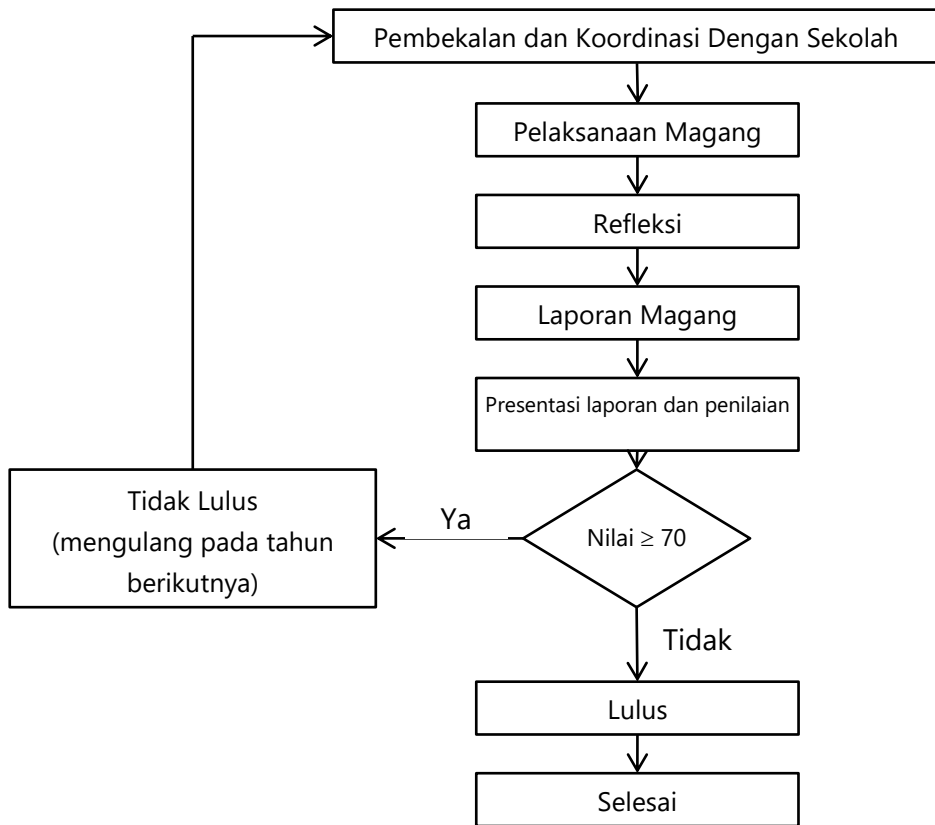 Pembekalan dan Koordinasi Dengan Sekolah
Pelaksanaan Magang
Refleksi
Laporan Magang
Presentasi laporan dan penilaian
Tidak Lulus
(mengulang pada tahun
berikutnya)
Ya
Nilai ≥ 70
Tidak
Lulus
Selesai